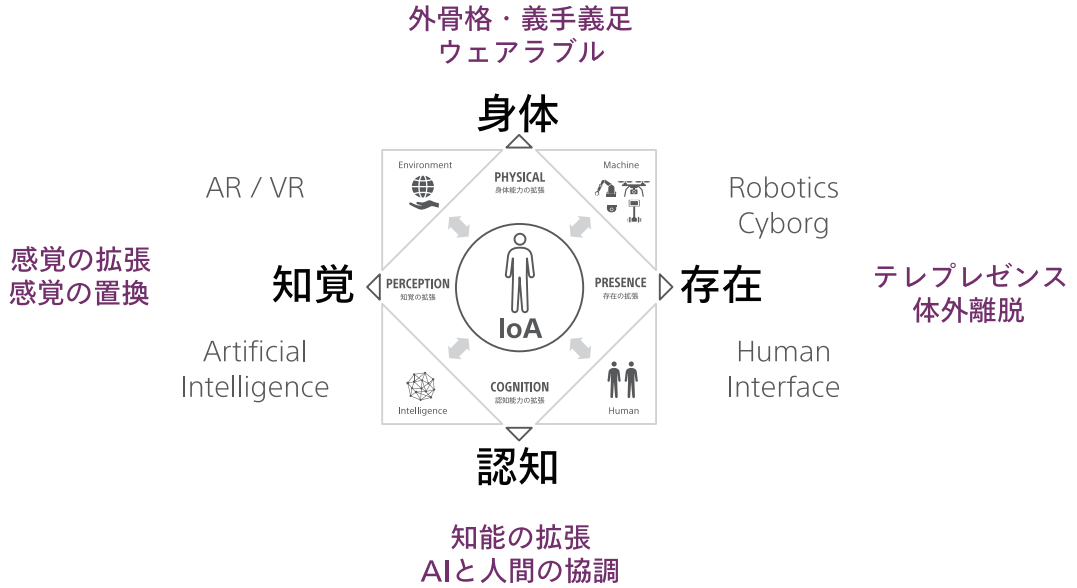 外骨格・義手義足
ウェアラブル
身体
Environment
Machine
PHYSICAL
身体能力の拡張
AR / VR
Robotics
Cyborg
感覚の拡張
感覚の置換
知覚
PERCEPTION
知覚の拡張
IoA
PRESENCE
存在の拡張
存在
テレプレゼンス
体外離脱
Artificial
Intelligence
Human
Interface
COGNITION
認知能力の拡張
Intelligence
Human
認知
知能の拡張
AIと人間の協調